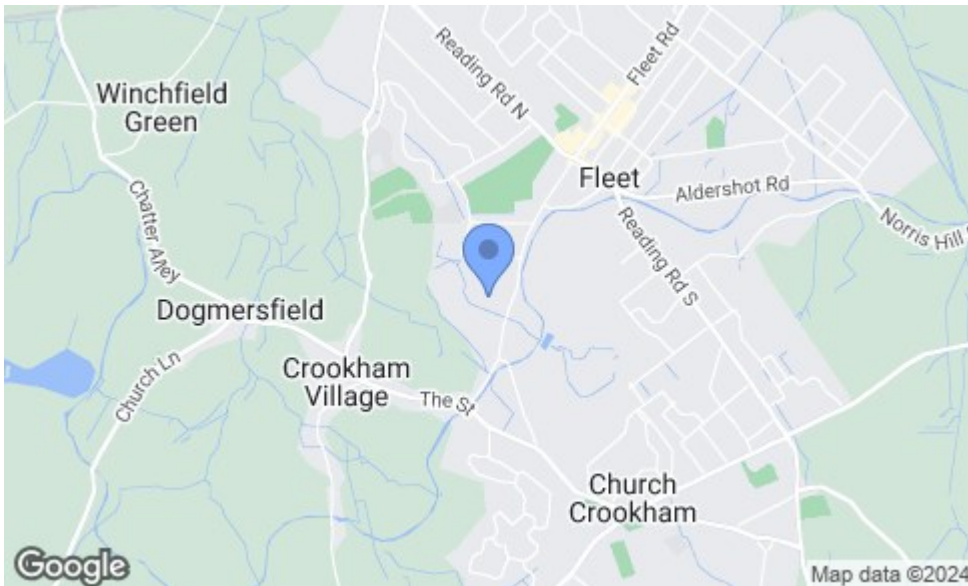 Winchfield
Green
Reading Rd N
Fleet Rd
Fleet
Aldershot Rd
Norris Hill
Chatter Alley
Reading Rd S
Dogmersfield
Church Ln
Crookham
Village
The St
Church
Crookham
Google
Map data ©2024